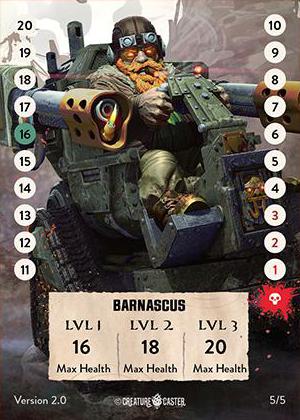 20 10
19 9
18 8
17 7
16 6
15 5
14 4
13 3
12 2
11 1
BARNASCUS
LVL 1 LVL 2 LVL 3
16 18 20
Max Health Max Health Max Health
Version 2.0 © CREATURE CASTER. 5/5